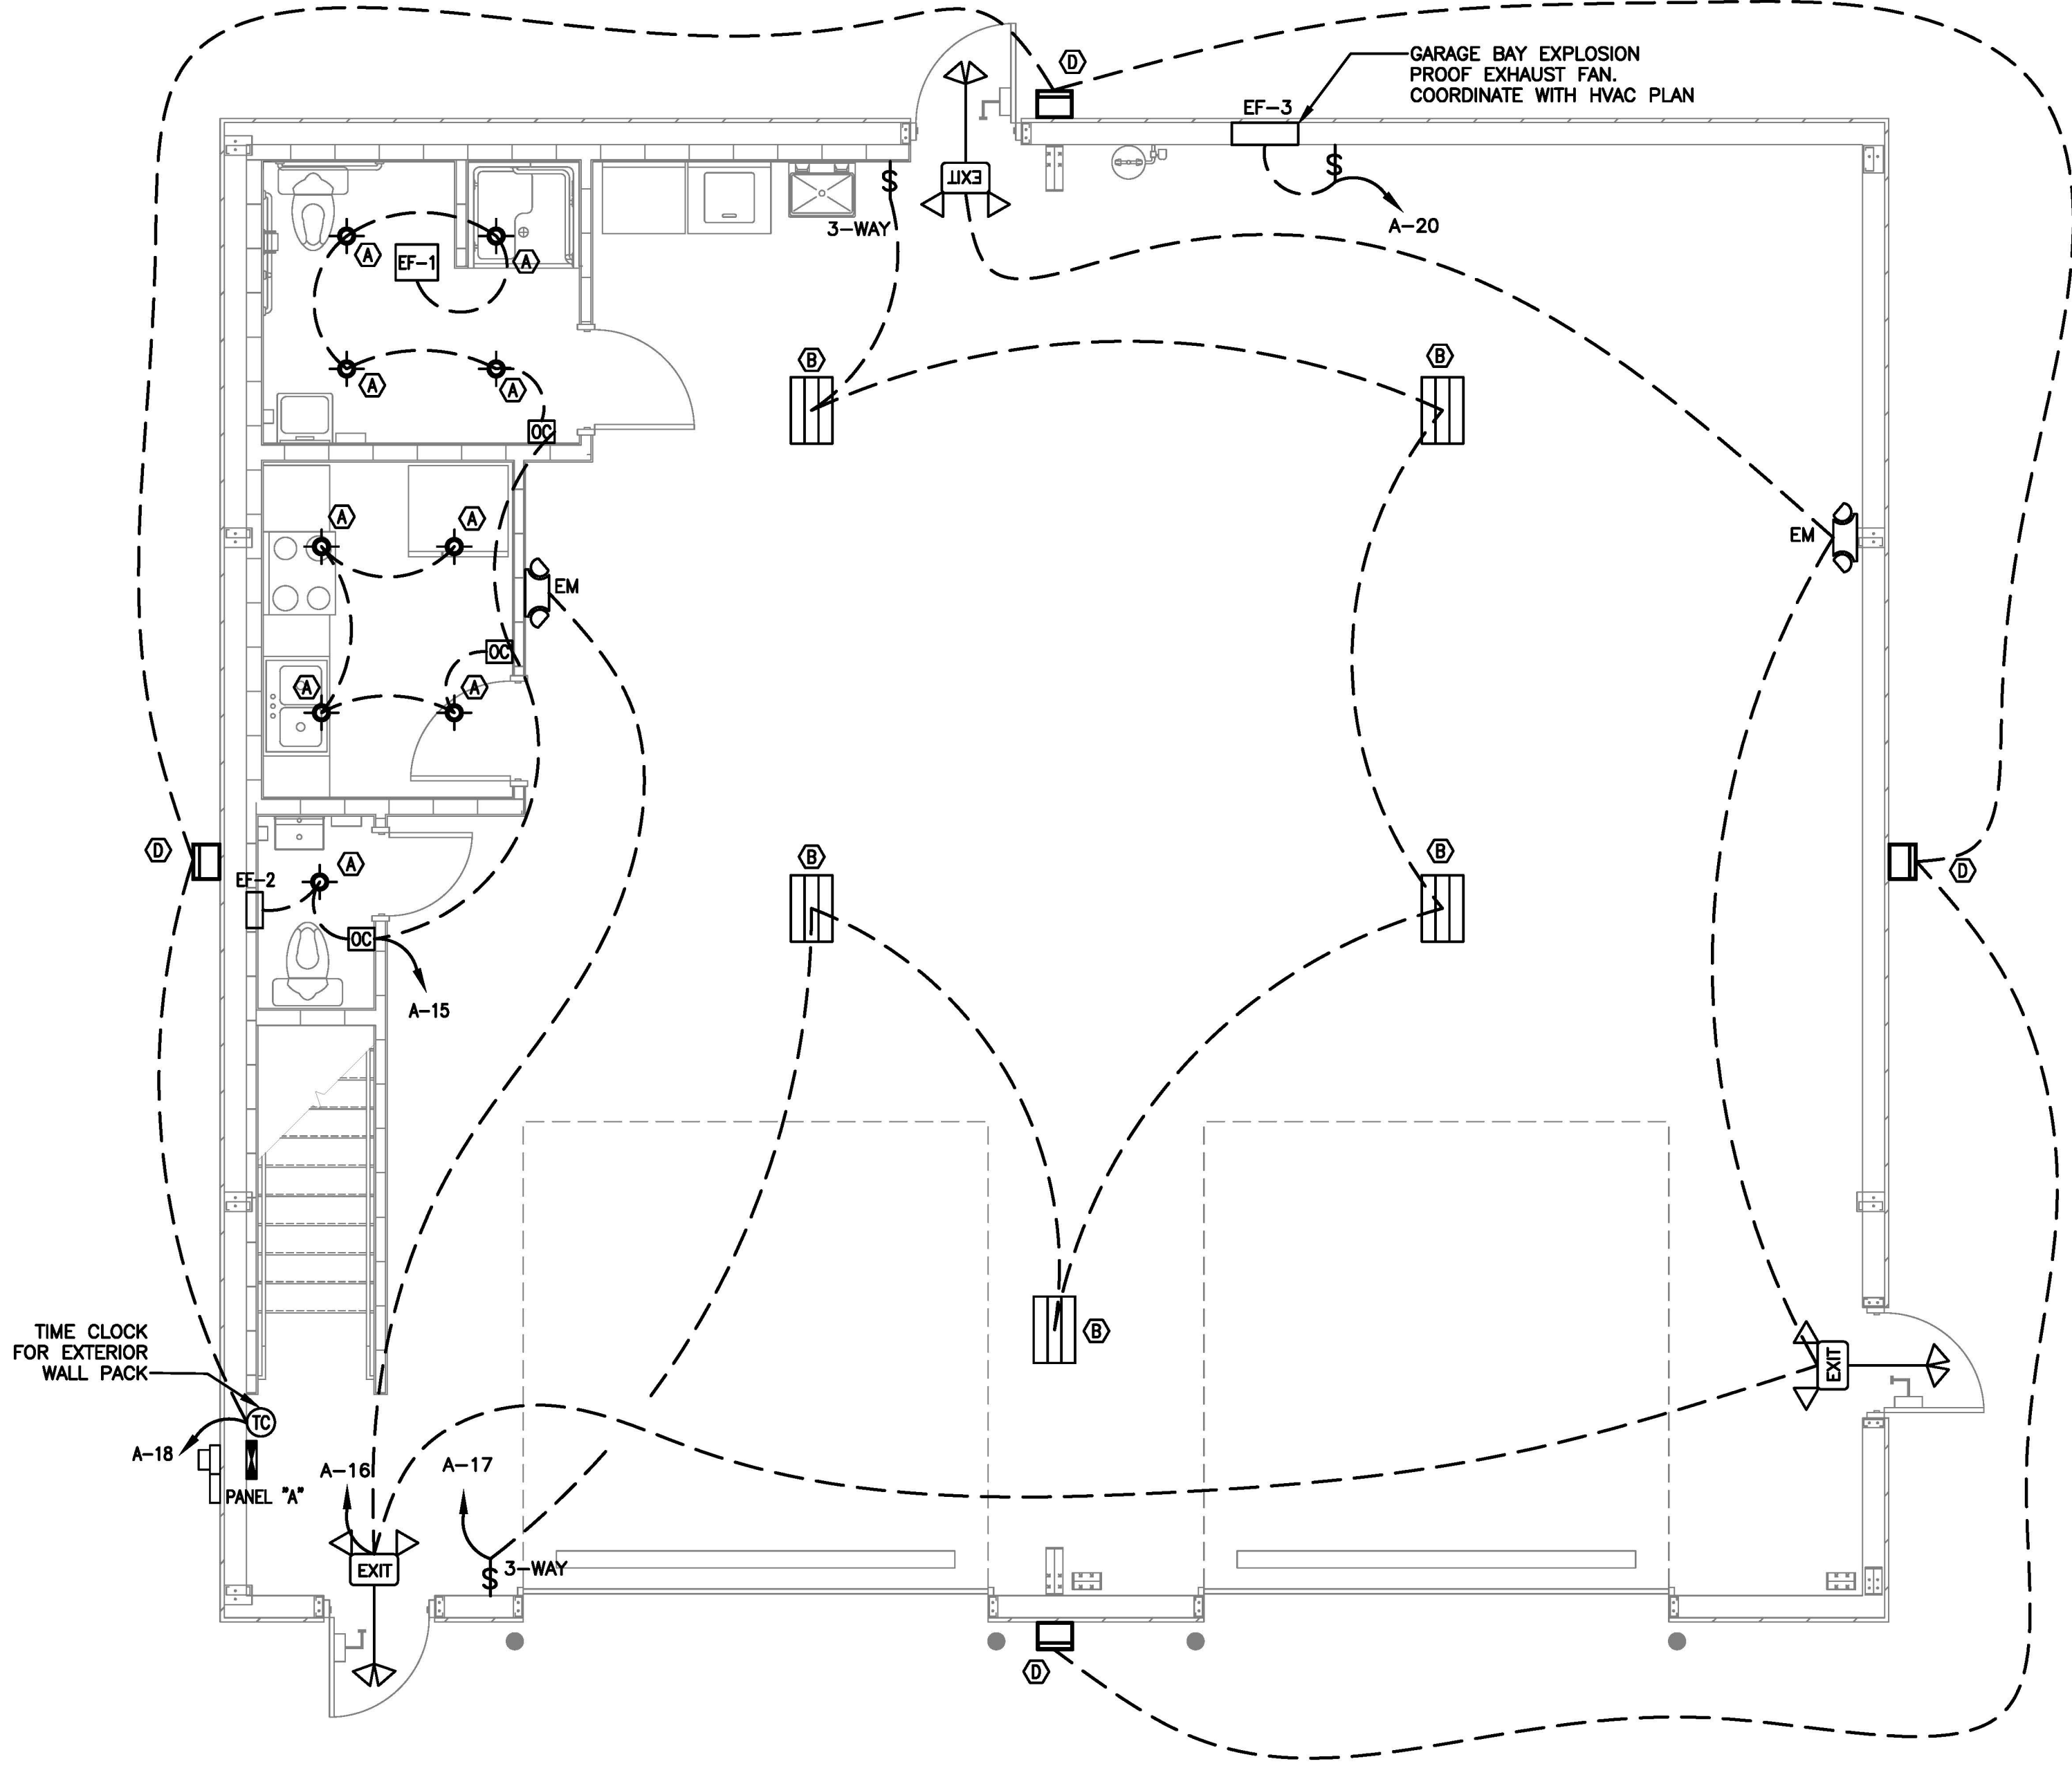 D
GARAGE BAY EXPLOSION
PROOF EXHAUST FAN.
COORDINATE WITH HVAC PLAN
EF-3
S
S
EXIT
3-WAY
A-20
A
EF-1
A
B
B
A
A
OC
A
A
EM
EM
OC
A
A
D
A
B
B
D
EF-2
OC
A-15
TIME CLOCK
FOR EXTERIOR
WALL PACK
B
EXIT
TC
A-18
A-16
A-17
PANEL "A"
EXIT
S
3-WAY
D